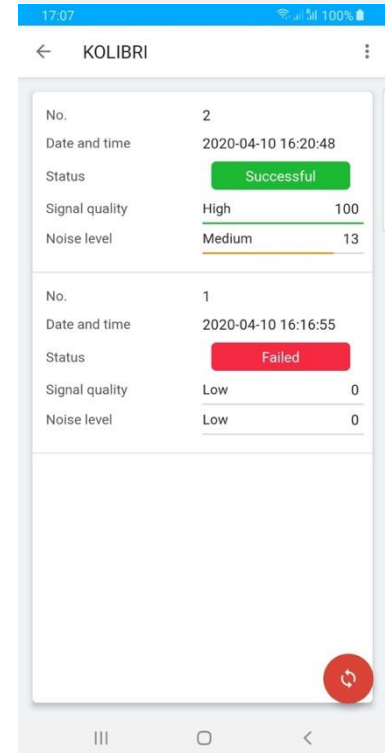 17:07 100%
KOLIBRI
No. 2
Date and time 2020-04-10 16:20:48
Status Successful
Signal quality High 100
Noise level Medium 13
No. 1
Date and time 2020-04-10 16:16:55
Status Failed
Signal quality Low 0
Noise level Low 0